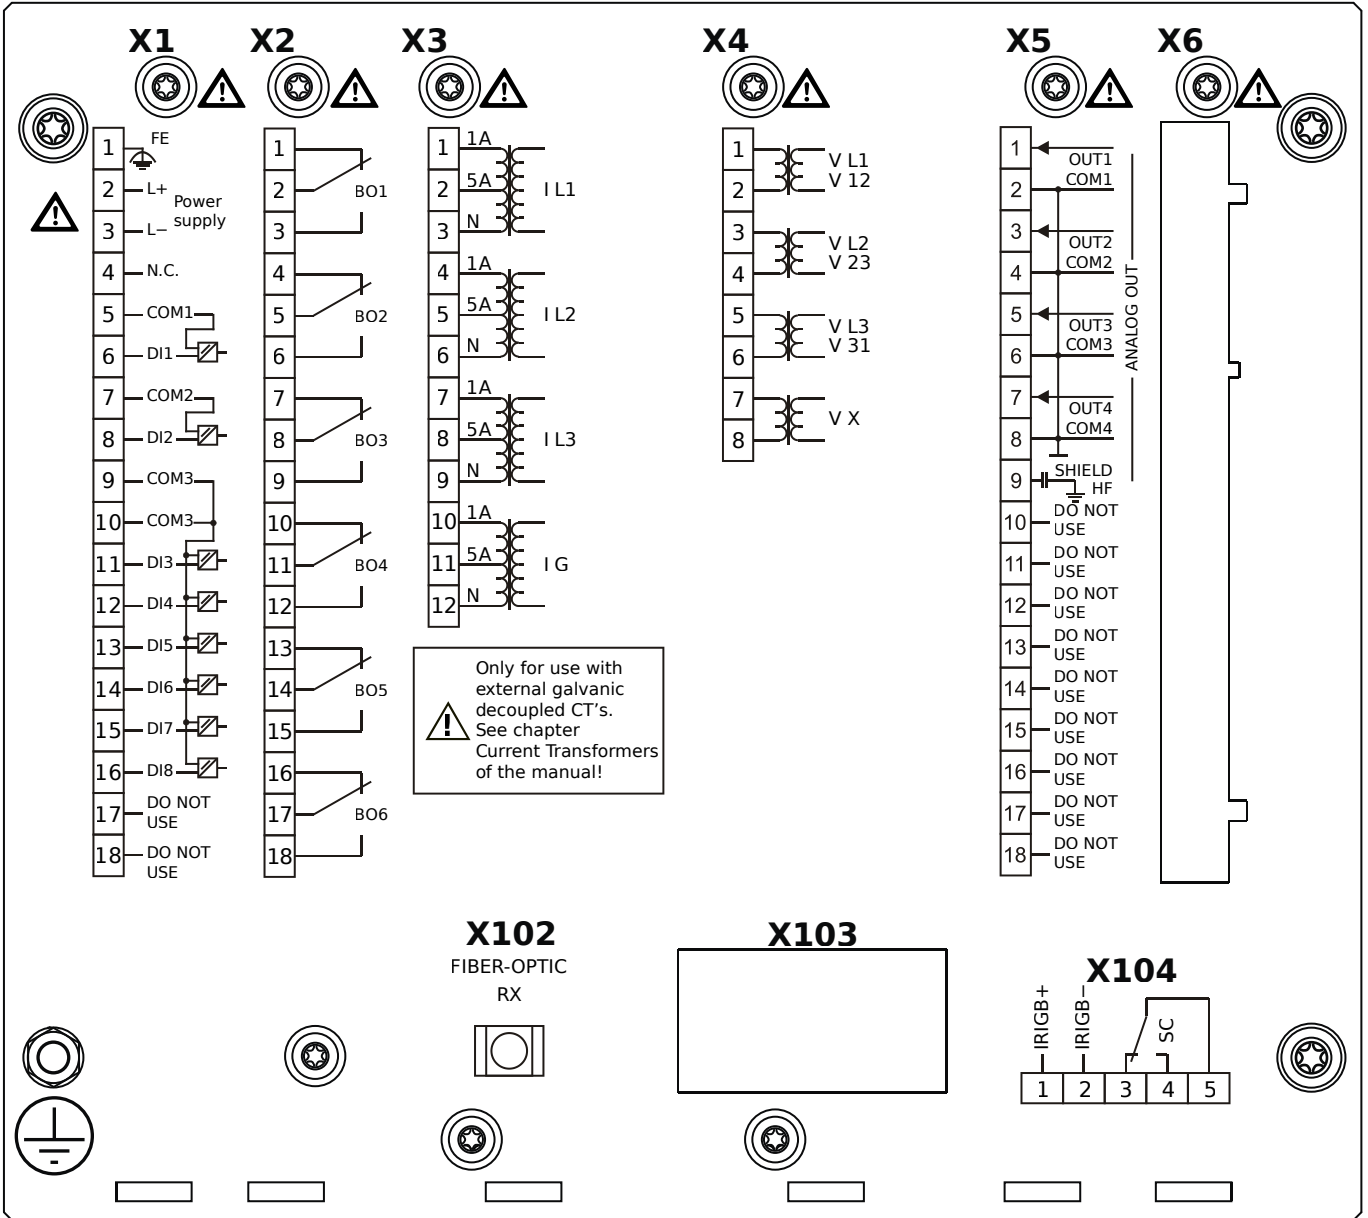 X1
X2
X3
X4
X5
X6
1
FE
2
L+
Power
supply
3
L−
4
N.C.
5
COM1
6
DI1
7
COM2
8
DI2
9
COM3
10
COM3
11
DI3
12
DI4
13
DI5
14
DI6
15
DI7
16
DI8
17
DO NOT
USE
18
DO NOT
USE
1
2
BO1
3
4
5
BO2
6
7
8
BO3
9
10
11
BO4
12
13
14
BO5
15
16
17
BO6
18
1
1A
2
5A
I L1
3
N
4
1A
5
5A
I L2
6
N
7
1A
8
5A
I L3
9
N
10
1A
11
5A
I G
12
N
Only for use with
external galvanic
decoupled CT's.
See chapter
Current Transformers
of the manual!
1
V L1
2
V 12
3
V L2
4
V 23
5
V L3
6
V 31
7
V X
8
1
OUT1
2
COM1
3
OUT2
4
COM2
5
OUT3
6
COM3
7
OUT4
8
COM4
ANALOG OUT
9
SHIELD
HF
10
DO NOT
USE
11
DO NOT
USE
12
DO NOT
USE
13
DO NOT
USE
14
DO NOT
USE
15
DO NOT
USE
16
DO NOT
USE
17
DO NOT
USE
18
DO NOT
USE
X102
FIBER-OPTIC
RX
X103
X104
IRIGB+
IRIGB−
SC
1 2 3 4 5